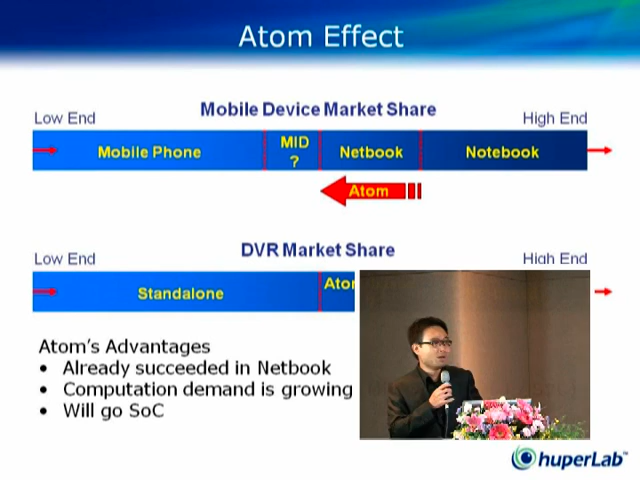 Atom Effect
Mobile Device Market Share
Low End
High End
Mobile Phone
MID
?
Netbook
Notebook
Atom
DVR Market Share
Low End
High End
Standalone
Atom’s Advantages
• Already succeeded in Netbook
• Computation demand is growing
• Will go SoC
huperLab™